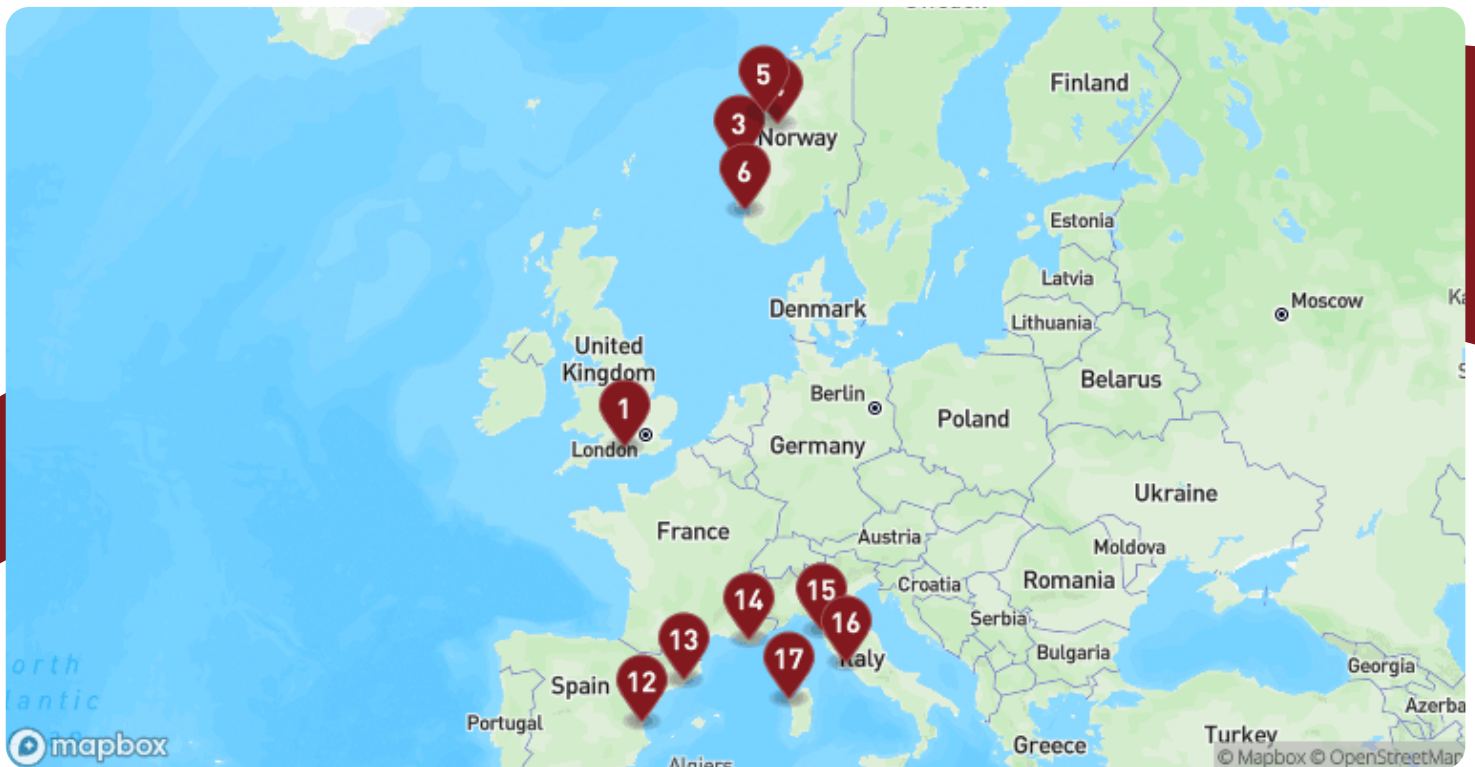 Finland
5
3
Norway
6
Estonia
Latvia
Moscow
Denmark
Lithuania
United
Kingdom
Belarus
Berlin
1
Poland
London
Germany
Ukraine
France
Austria
Moldova
Romania
Croatia
15
14
Serbia
16
13
Bulgaria
17
Italy
Georgia
12
Spain
Portugal
Turkey
Greece
mapbox
© Mapbox © OpenStreetMap